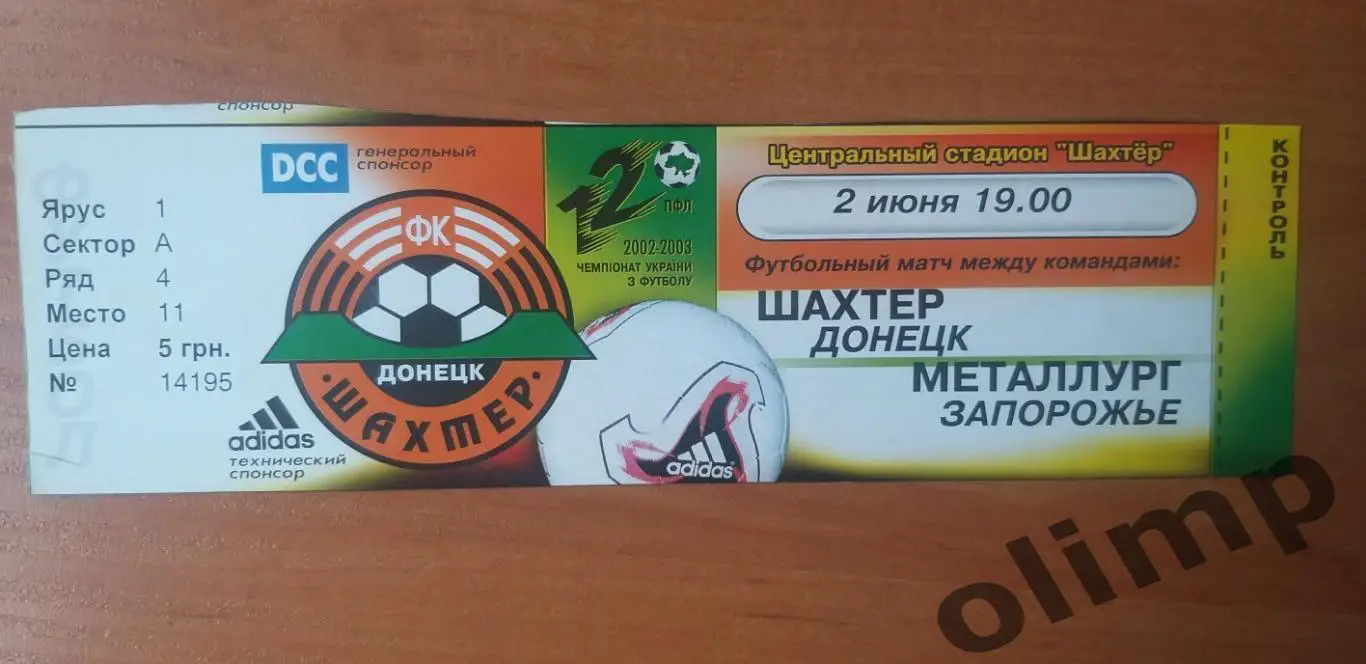 спонсор
Ярус 1
Сектор А
Ряд 4
Место 11
Цена 5 грн.
№ 14195
DCC
генеральный
спонсор
ФК
ДОНЕЦК
·ШАХТЕР·
adidas
технический
спонсор
12
ПФЛ
2002-2003
ЧЕМПІОНАТ УКРАЇНИ
З ФУТБОЛУ
adidas
Центральный стадион "Шахтёр"
2 июня 19.00
Футбольный матч между командами:
ШАХТЕР
ДОНЕЦК
МЕТАЛЛУРГ
ЗАПОРОЖЬЕ
КОНТРОЛЬ
olimp